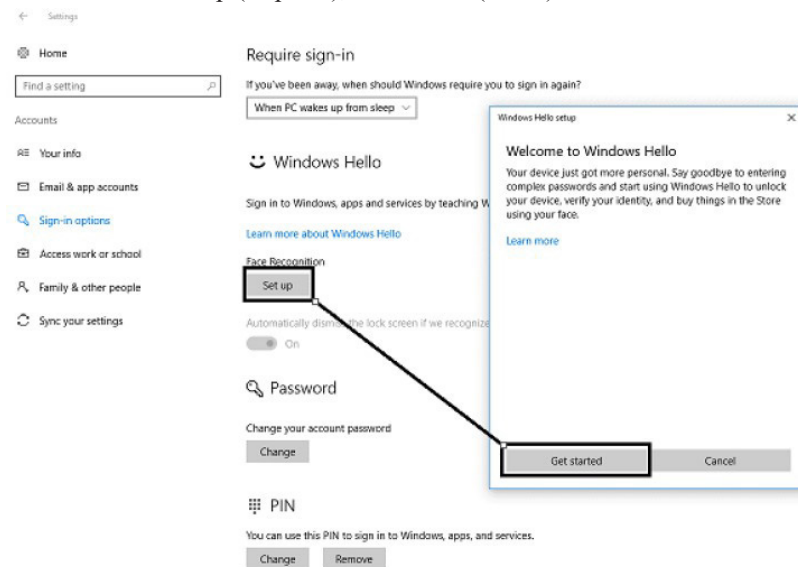 Settings
Home
Find a setting
Accounts
Your info
Email & app accounts
Sign-in options
Access work or school
Family & other people
Sync your settings
Require sign-in
If you've been away, when should Windows require you to sign in again?
When PC wakes up from sleep
Windows Hello
Sign in to Windows, apps and services by teaching W
Learn more about Windows Hello
Face Recognition
Set up
Automatically dismiss the lock screen if we recognize
On
Password
Change your account password
Change
PIN
You can use this PIN to sign in to Windows, apps, and services.
Change Remove
Windows Hello setup
Welcome to Windows Hello
Your device just got more personal. Say goodbye to entering
complex passwords and start using Windows Hello to unlock
your device, verify your identity, and buy things in the Store
using your face.
Learn more
Get started Cancel